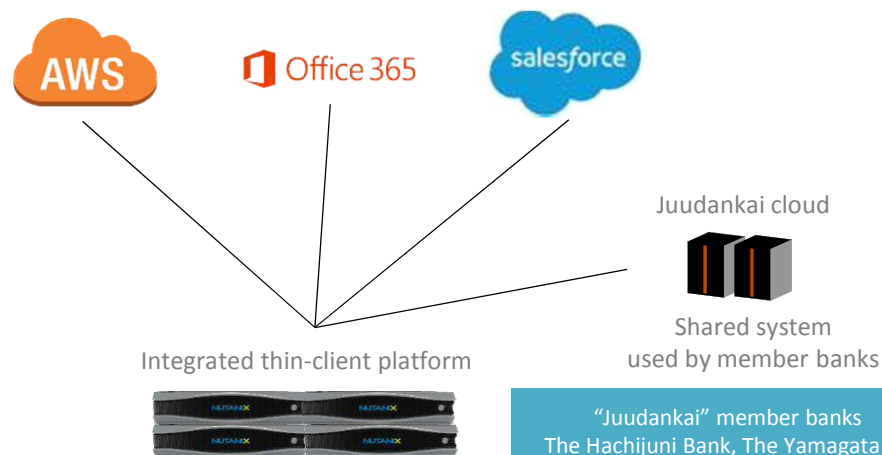 AWS
Office 365
salesforce
Juudankai cloud
Shared system
used by member banks
Integrated thin-client platform
NUTANIX NUTANIX
NUTANIX NUTANIX
“Juudankai” member banks
The Hachijuni Bank, The Yamagata